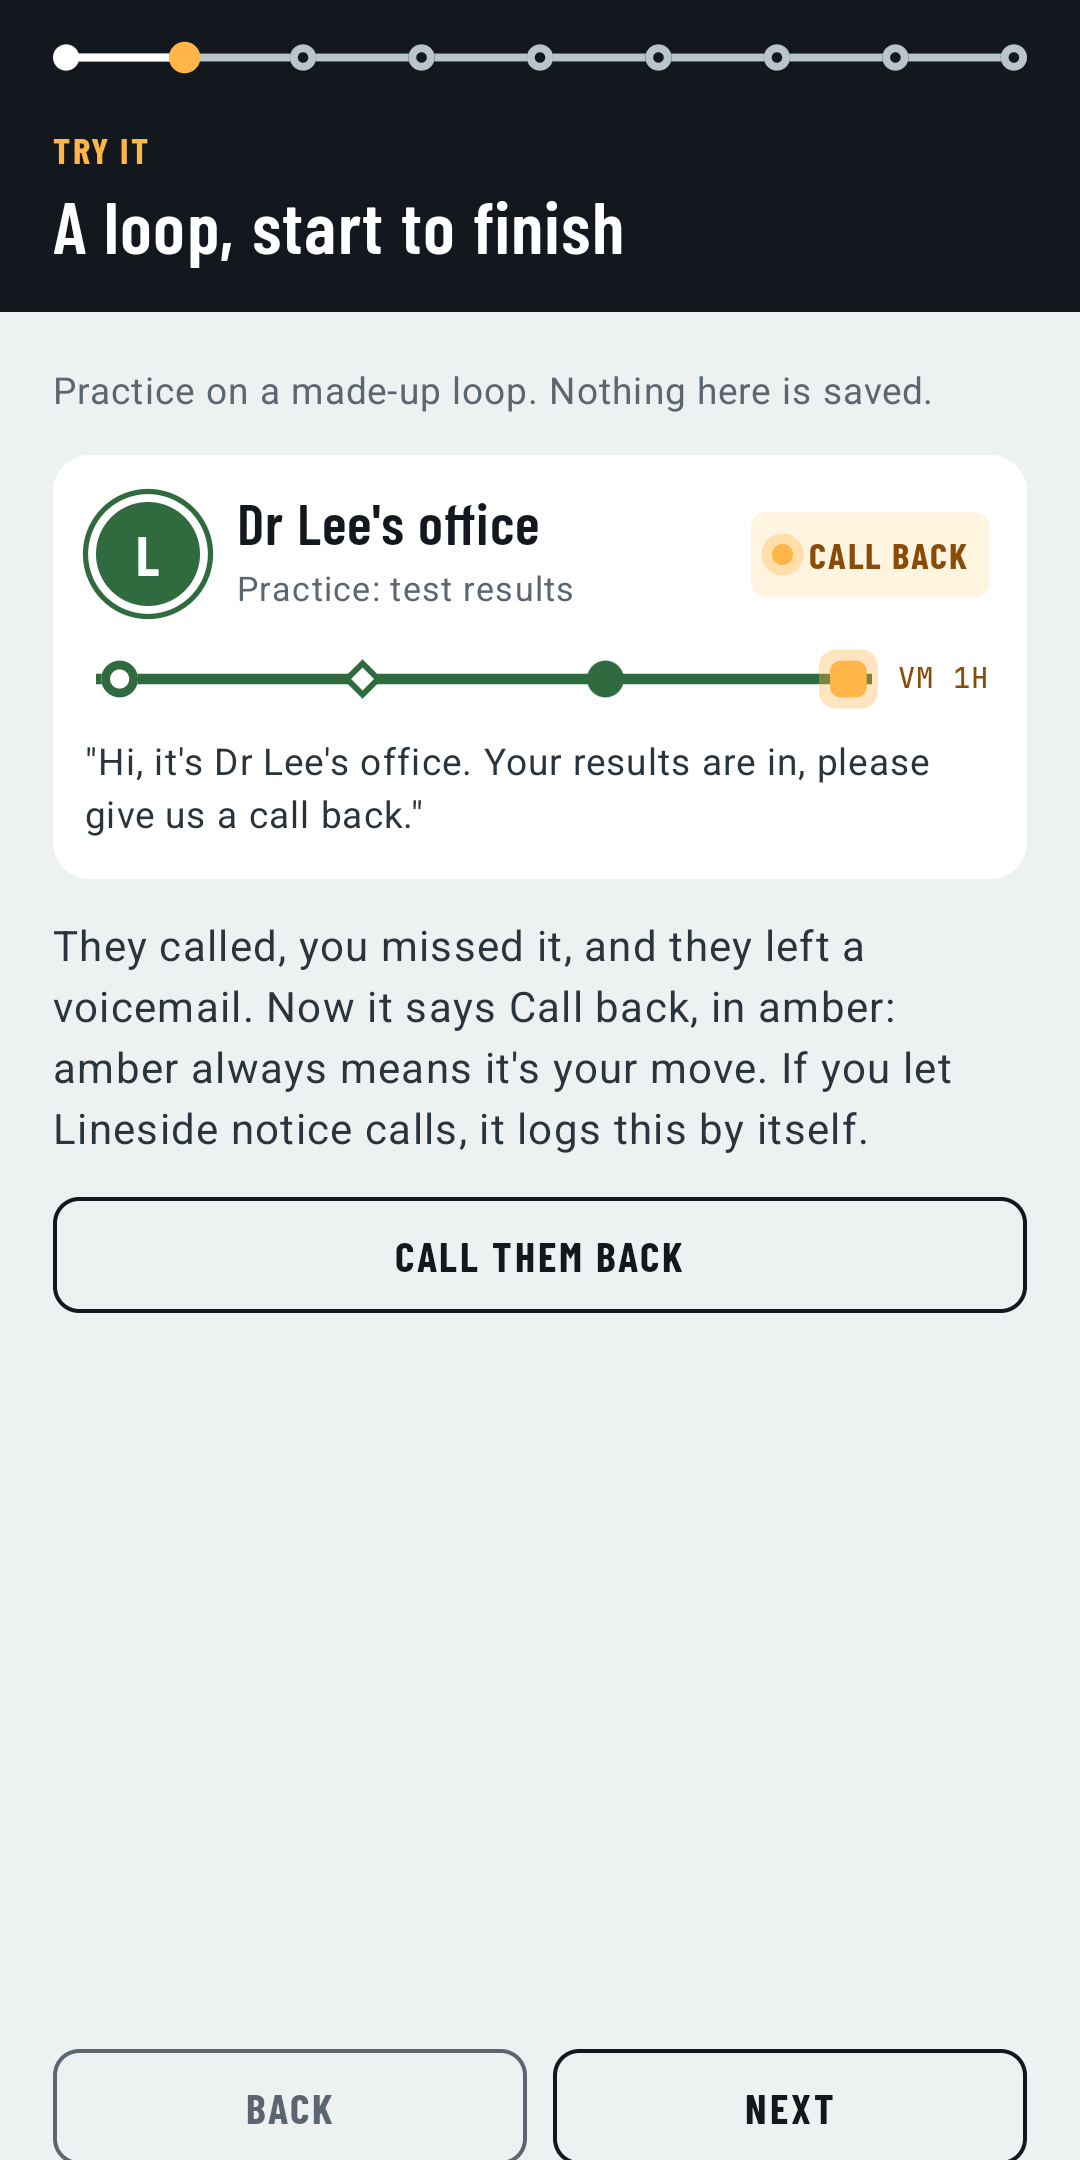 TRY IT
A loop, start to finish
Practice on a made-up loop. Nothing here is saved.
L
Dr Lee's office
Practice: test results
CALL BACK
VM 1H
"Hi, it's Dr Lee's office. Your results are in, please
give us a call back."
They called, you missed it, and they left a
voicemail. Now it says Call back, in amber:
amber always means it's your move. If you let
Lineside notice calls, it logs this by itself.
CALL THEM BACK
BACK
NEXT